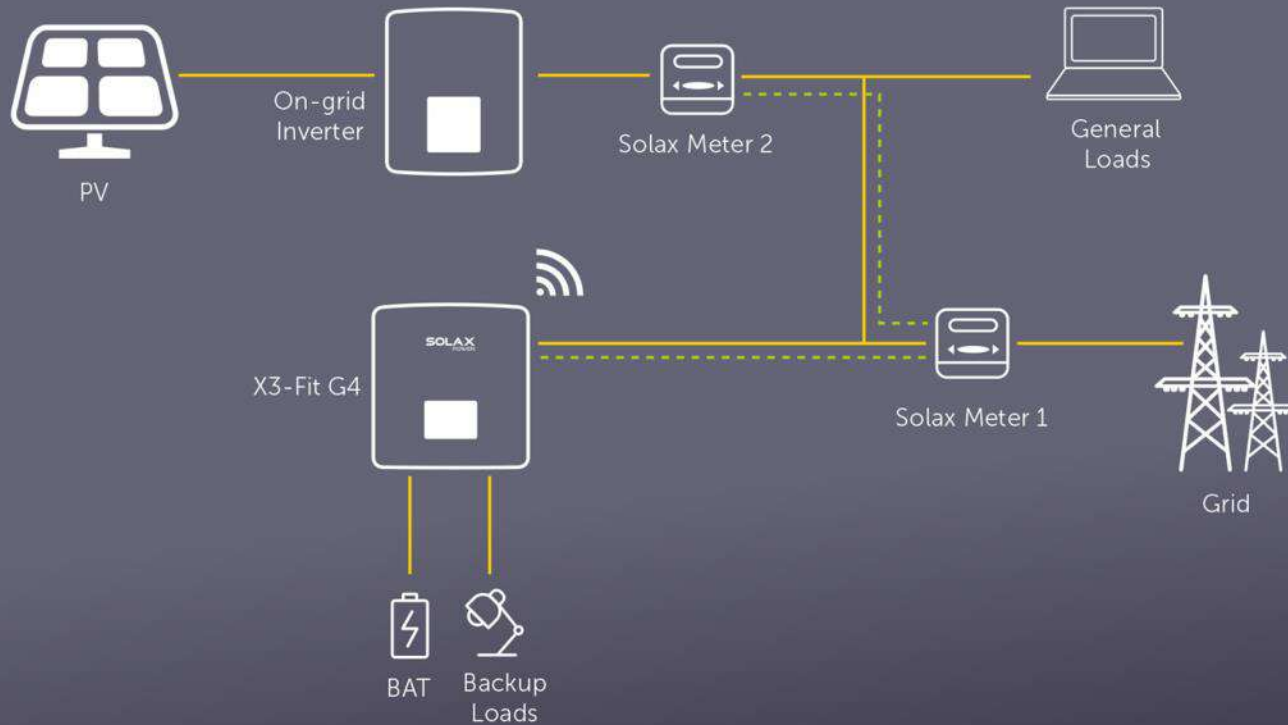 PV
On-grid
Inverter
Solax Meter 2
General
Loads
SOLAX
POWER
X3-Fit G4
Solax Meter 1
Grid
BAT
Backup
Loads